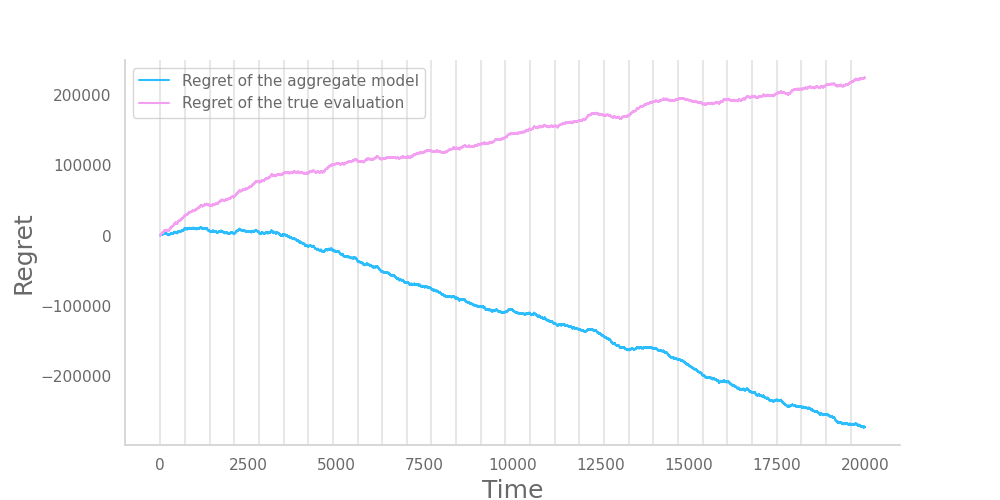 Regret of the aggregate model
Regret of the true evaluation
200000
100000
0
−100000
−200000
Regret
0 2500 5000 7500 10000 12500 15000 17500 20000
Time